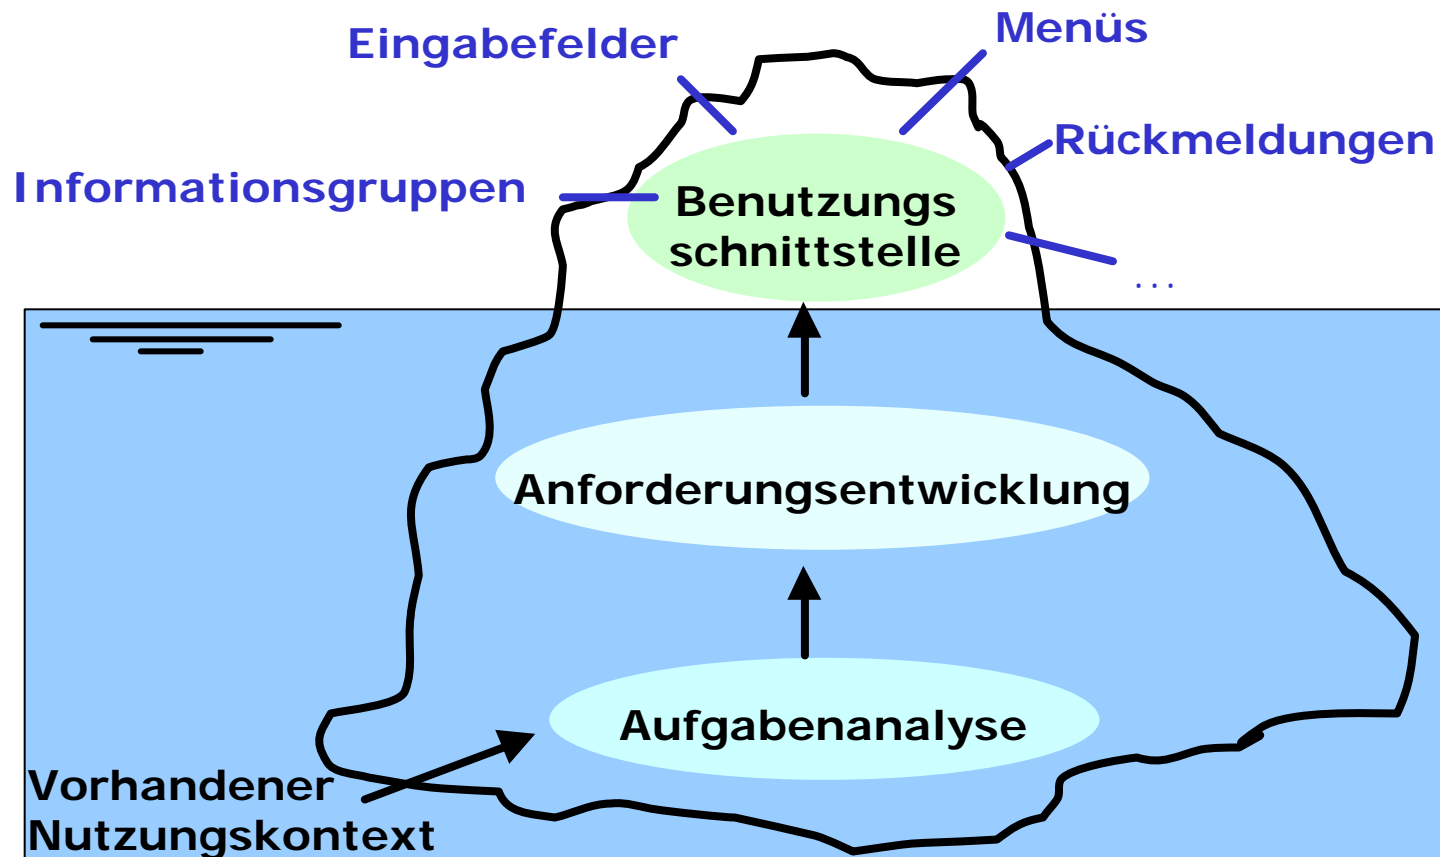 Menüs
Eingabefelder
Rückmeldungen
Informationsgruppen
Benutzungs
schnittstelle
...
Anforderungsentwicklung
Aufgabenanalyse
Vorhandener
Nutzungskontext